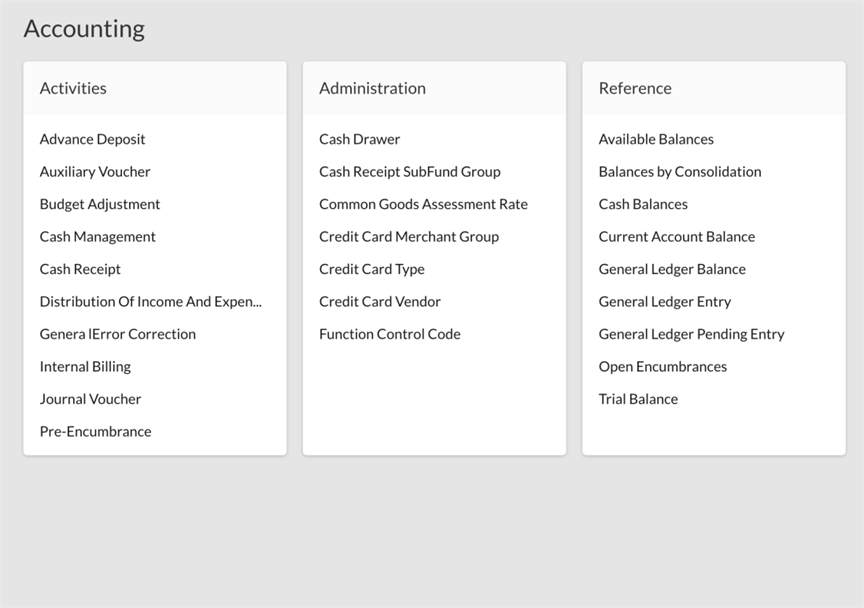 Accounting
Activities
Advance Deposit
Auxiliary Voucher
Budget Adjustment
Cash Management
Cash Receipt
Distribution Of Income And Expen...
Genera lError Correction
Internal Billing
Journal Voucher
Pre-Encumbrance
Administration
Cash Drawer
Cash Receipt SubFund Group
Common Goods Assessment Rate
Credit Card Merchant Group
Credit Card Type
Credit Card Vendor
Function Control Code
Reference
Available Balances
Balances by Consolidation
Cash Balances
Current Account Balance
General Ledger Balance
General Ledger Entry
General Ledger Pending Entry
Open Encumbrances
Trial Balance